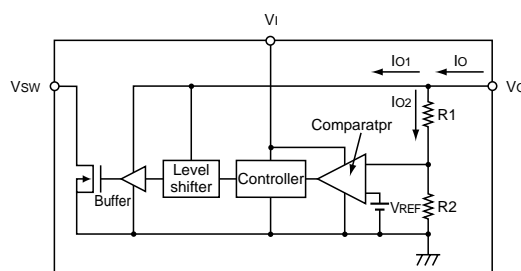 VI
IO1
IO
VSW
VO
IO2
R1
Comparatpr
Level
shifter
Controller
Buffer
VREF
R2